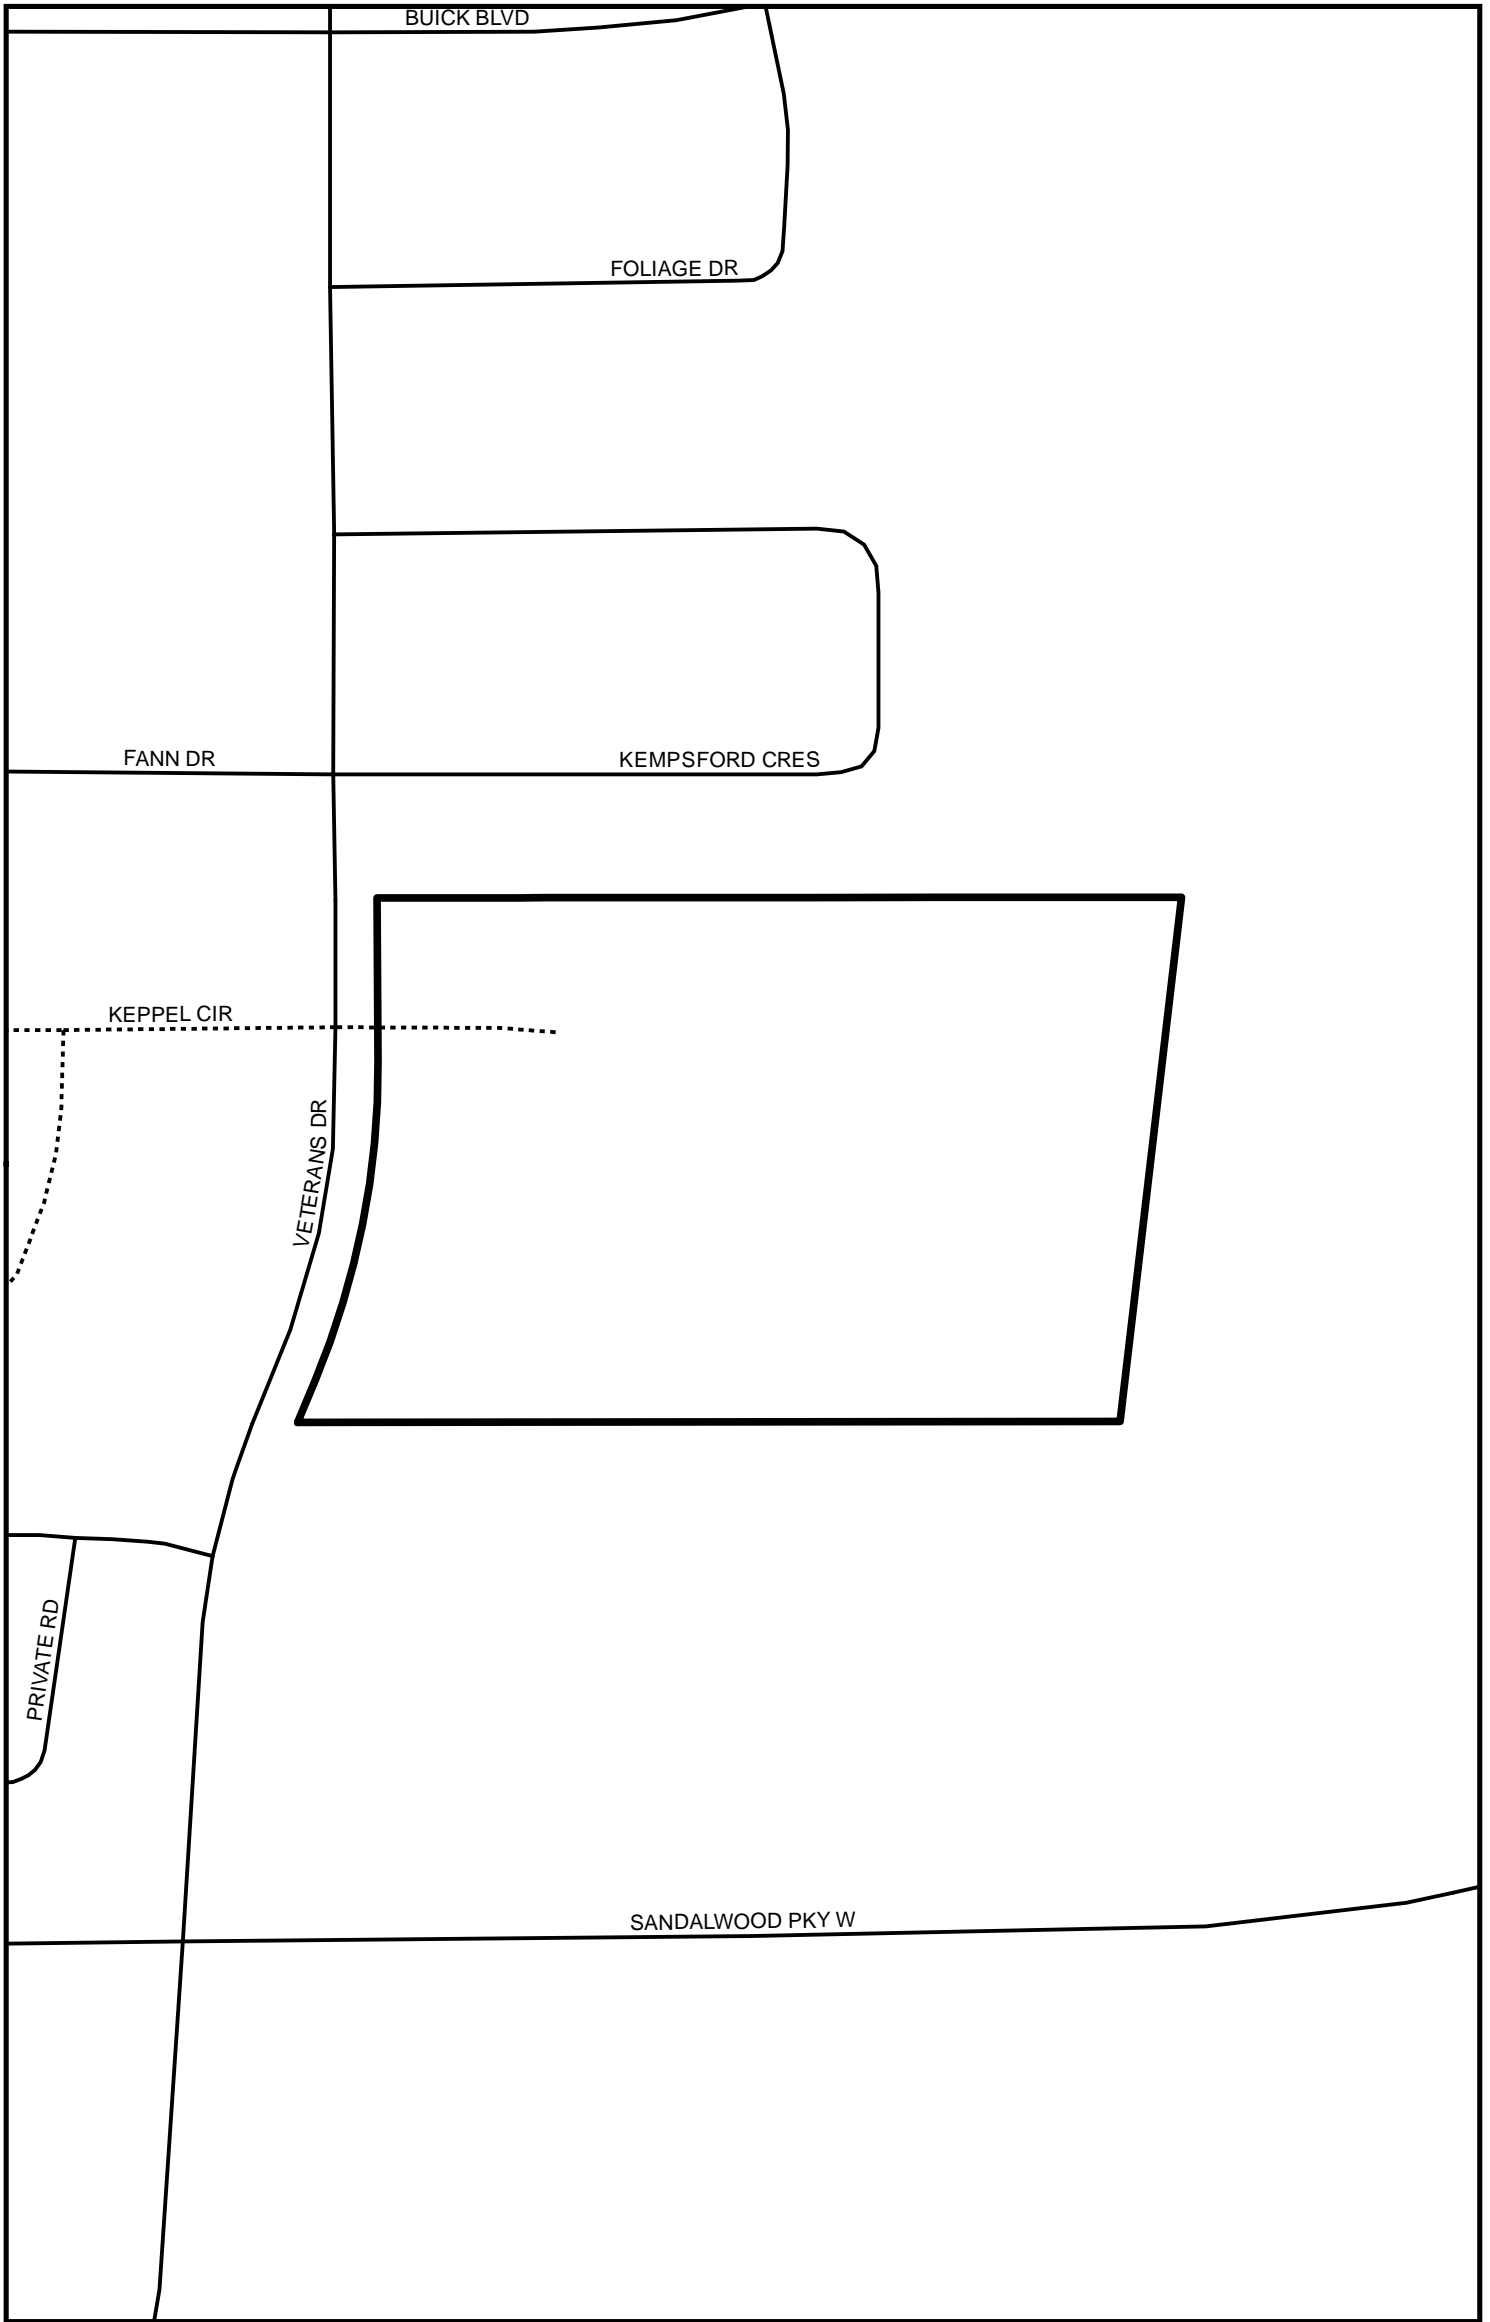 BUICK BLVD
FOLIAGE DR
FANN DR
KEMPSFORD CRES
KEPPEL CIR
VETERANS DR
PRIVATE RD
SANDALWOOD PKY W